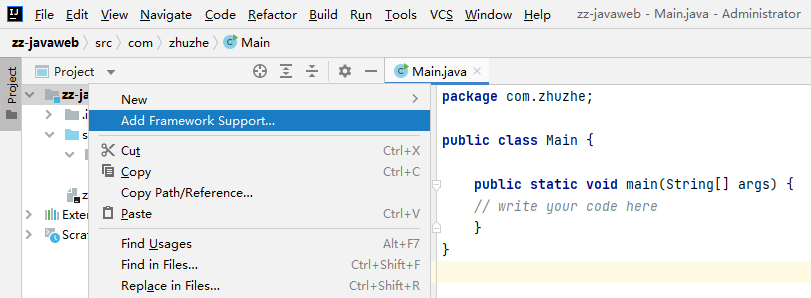 IJ File Edit View Navigate Code Refactor Build Run Tools VCS Window Help zz-javaweb - Main.java - Administrator
zz-javaweb src com zhuzhe C Main
Project Project C Main.java
zz-ja
New
Add Framework Support...
.i
s
Cut Ctrl+X
Copy Ctrl+C
Copy Path/Reference...
z
Paste Ctrl+V
Exter
Scrat
Find Usages Alt+F7
Find in Files... Ctrl+Shift+F
Replace in Files... Ctrl+Shift+R
package com.zhuzhe;
public class Main {
public static void main(String[] args) {
// write your code here
}
}